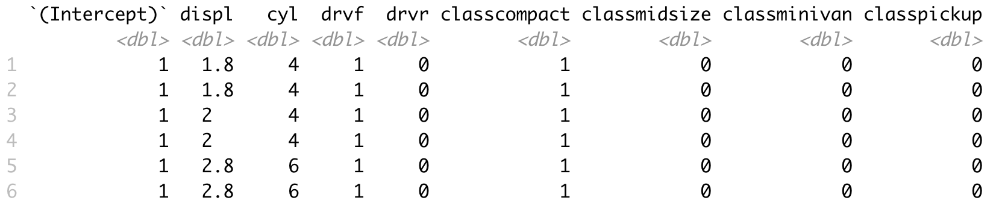 `(Intercept)` displ cyl drvf drvr classcompact classmidsize classminivan classpickup
<dbl> <dbl> <dbl> <dbl> <dbl> <dbl> <dbl> <dbl> <dbl>
1 1 1.8 4 1 0 1 0 0 0
2 1 1.8 4 1 0 1 0 0 0
3 1 2 4 1 0 1 0 0 0
4 1 2 4 1 0 1 0 0 0
5 1 2.8 6 1 0 1 0 0 0
6 1 2.8 6 1 0 1 0 0 0